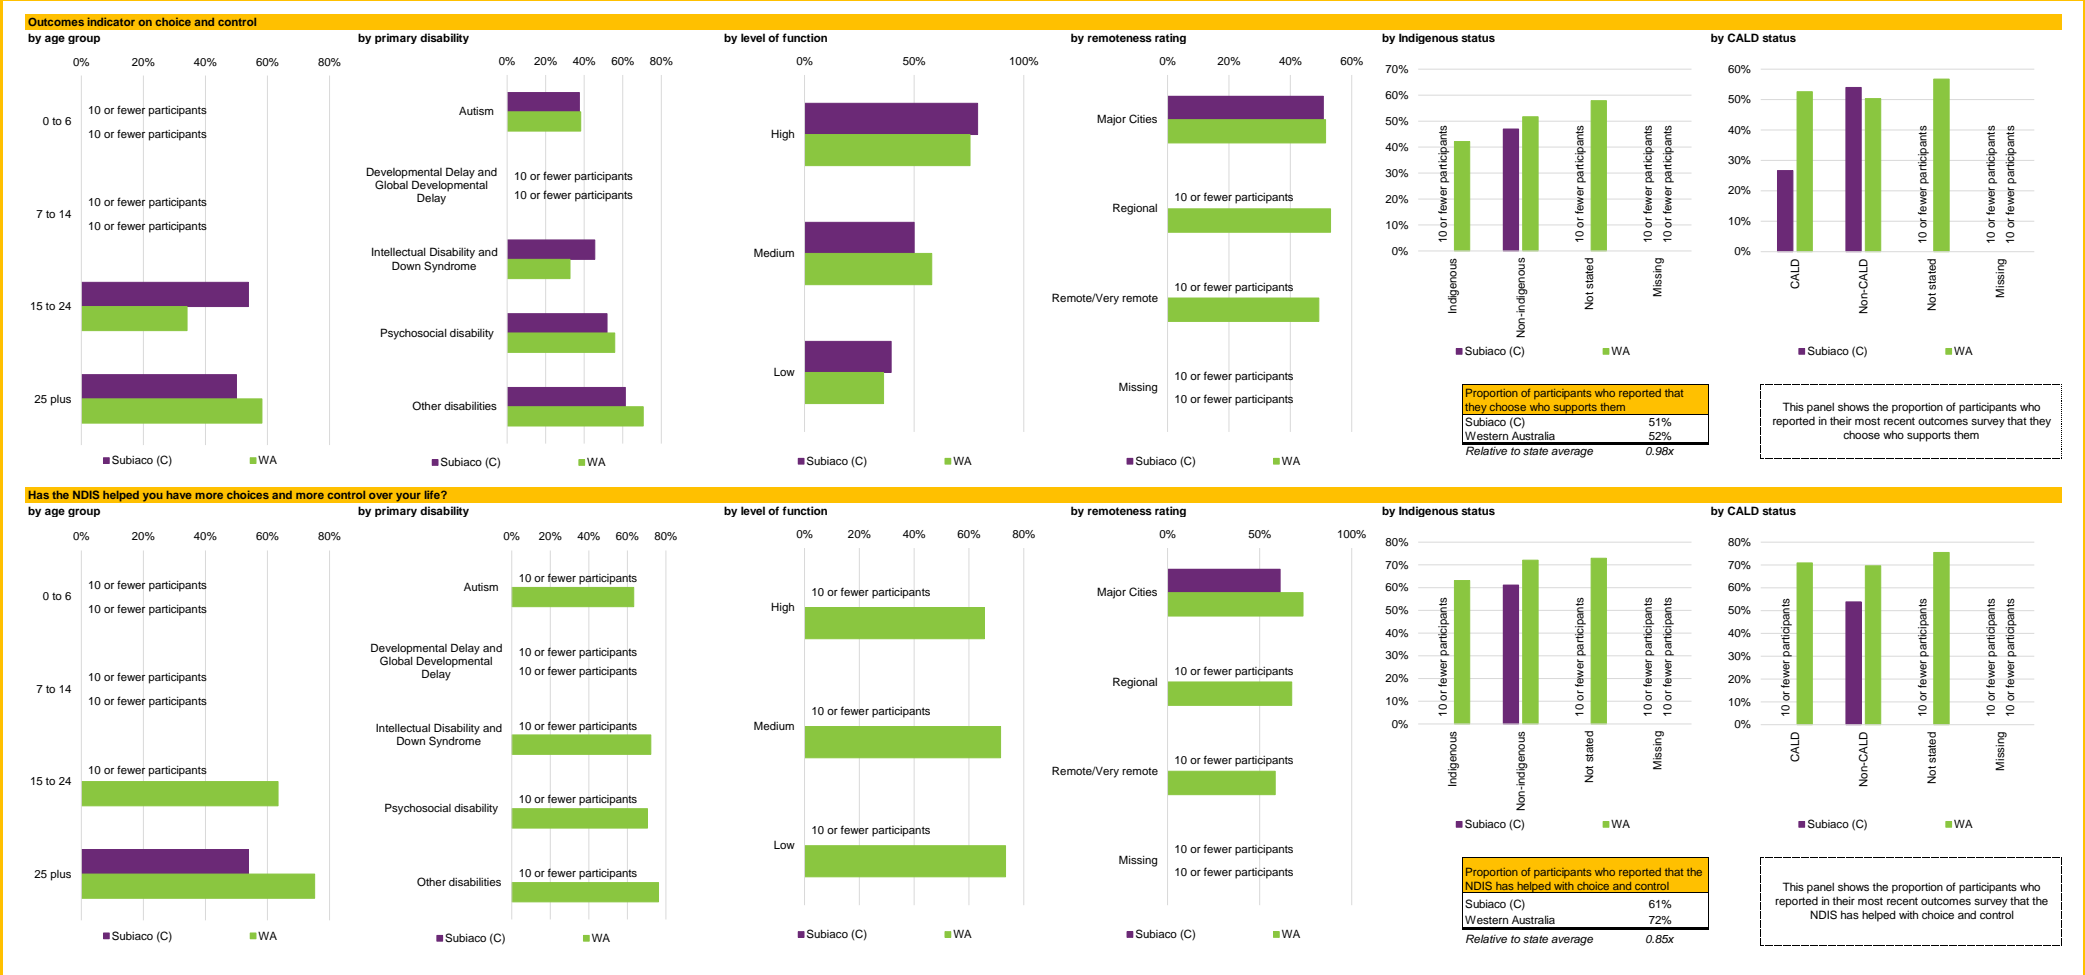 Outcomes indicator on choice and control
by age group
0% 20% 40% 60% 80%
0 to 6
10 or fewer participants
10 or fewer participants
7 to 14
10 or fewer participants
10 or fewer participants
15 to 24
25 plus
Subiaco (C) WA
by primary disability
0% 20% 40% 60% 80%
Autism
Developmental Delay and
Global Developmental
Delay
10 or fewer participants
10 or fewer participants
Intellectual Disability and
Down Syndrome
Psychosocial disability
Other disabilities
Subiaco (C) WA
by level of function
0% 50% 100%
High
Medium
Low
Subiaco (C) WA
by remoteness rating
0% 20% 40% 60%
Major Cities
Regional
10 or fewer participants
Remote/Very remote
10 or fewer participants
Missing
10 or fewer participants
10 or fewer participants
Subiaco (C) WA
by Indigenous status
70%
60%
50%
40%
30%
20%
10%
0%
10 or fewer participants
10 or fewer participants
10 or fewer participants
10 or fewer participants
Indigenous
Non-indigenous
Not stated
Missing
Subiaco (C) WA
Proportion of participants who reported that
they choose who supports them
Subiaco (C) 51%
Western Australia 52%
Relative to state average 0.98x
by CALD status
60%
50%
40%
30%
20%
10%
0%
10 or fewer participants
10 or fewer participants
10 or fewer participants
CALD
Non-CALD
Not stated
Missing
Subiaco (C) WA
This panel shows the proportion of participants who
reported in their most recent outcomes survey that they
choose who supports them
Has the NDIS helped you have more choices and more control over your life?
by age group
0% 20% 40% 60% 80%
0 to 6
10 or fewer participants
10 or fewer participants
7 to 14
10 or fewer participants
10 or fewer participants
15 to 24
10 or fewer participants
25 plus
Subiaco (C) WA
by primary disability
0% 20% 40% 60% 80%
Autism
10 or fewer participants
Developmental Delay and
Global Developmental
Delay
10 or fewer participants
10 or fewer participants
Intellectual Disability and
Down Syndrome
10 or fewer participants
Psychosocial disability
10 or fewer participants
Other disabilities
10 or fewer participants
Subiaco (C) WA
by level of function
0% 20% 40% 60% 80%
High
10 or fewer participants
Medium
10 or fewer participants
Low
10 or fewer participants
Subiaco (C) WA
by remoteness rating
0% 50% 100%
Major Cities
Regional
10 or fewer participants
Remote/Very remote
10 or fewer participants
Missing
10 or fewer participants
10 or fewer participants
Subiaco (C) WA
by Indigenous status
80%
70%
60%
50%
40%
30%
20%
10%
0%
10 or fewer participants
10 or fewer participants
10 or fewer participants
10 or fewer participants
Indigenous
Non-indigenous
Not stated
Missing
Subiaco (C) WA
Proportion of participants who reported that the
NDIS has helped with choice and control
Subiaco (C) 61%
Western Australia 72%
Relative to state average 0.85x
by CALD status
80%
70%
60%
50%
40%
30%
20%
10%
0%
10 or fewer participants
10 or fewer participants
10 or fewer participants
10 or fewer participants
CALD
Non-CALD
Not stated
Missing
Subiaco (C) WA
This panel shows the proportion of participants who
reported in their most recent outcomes survey that the
NDIS has helped with choice and control